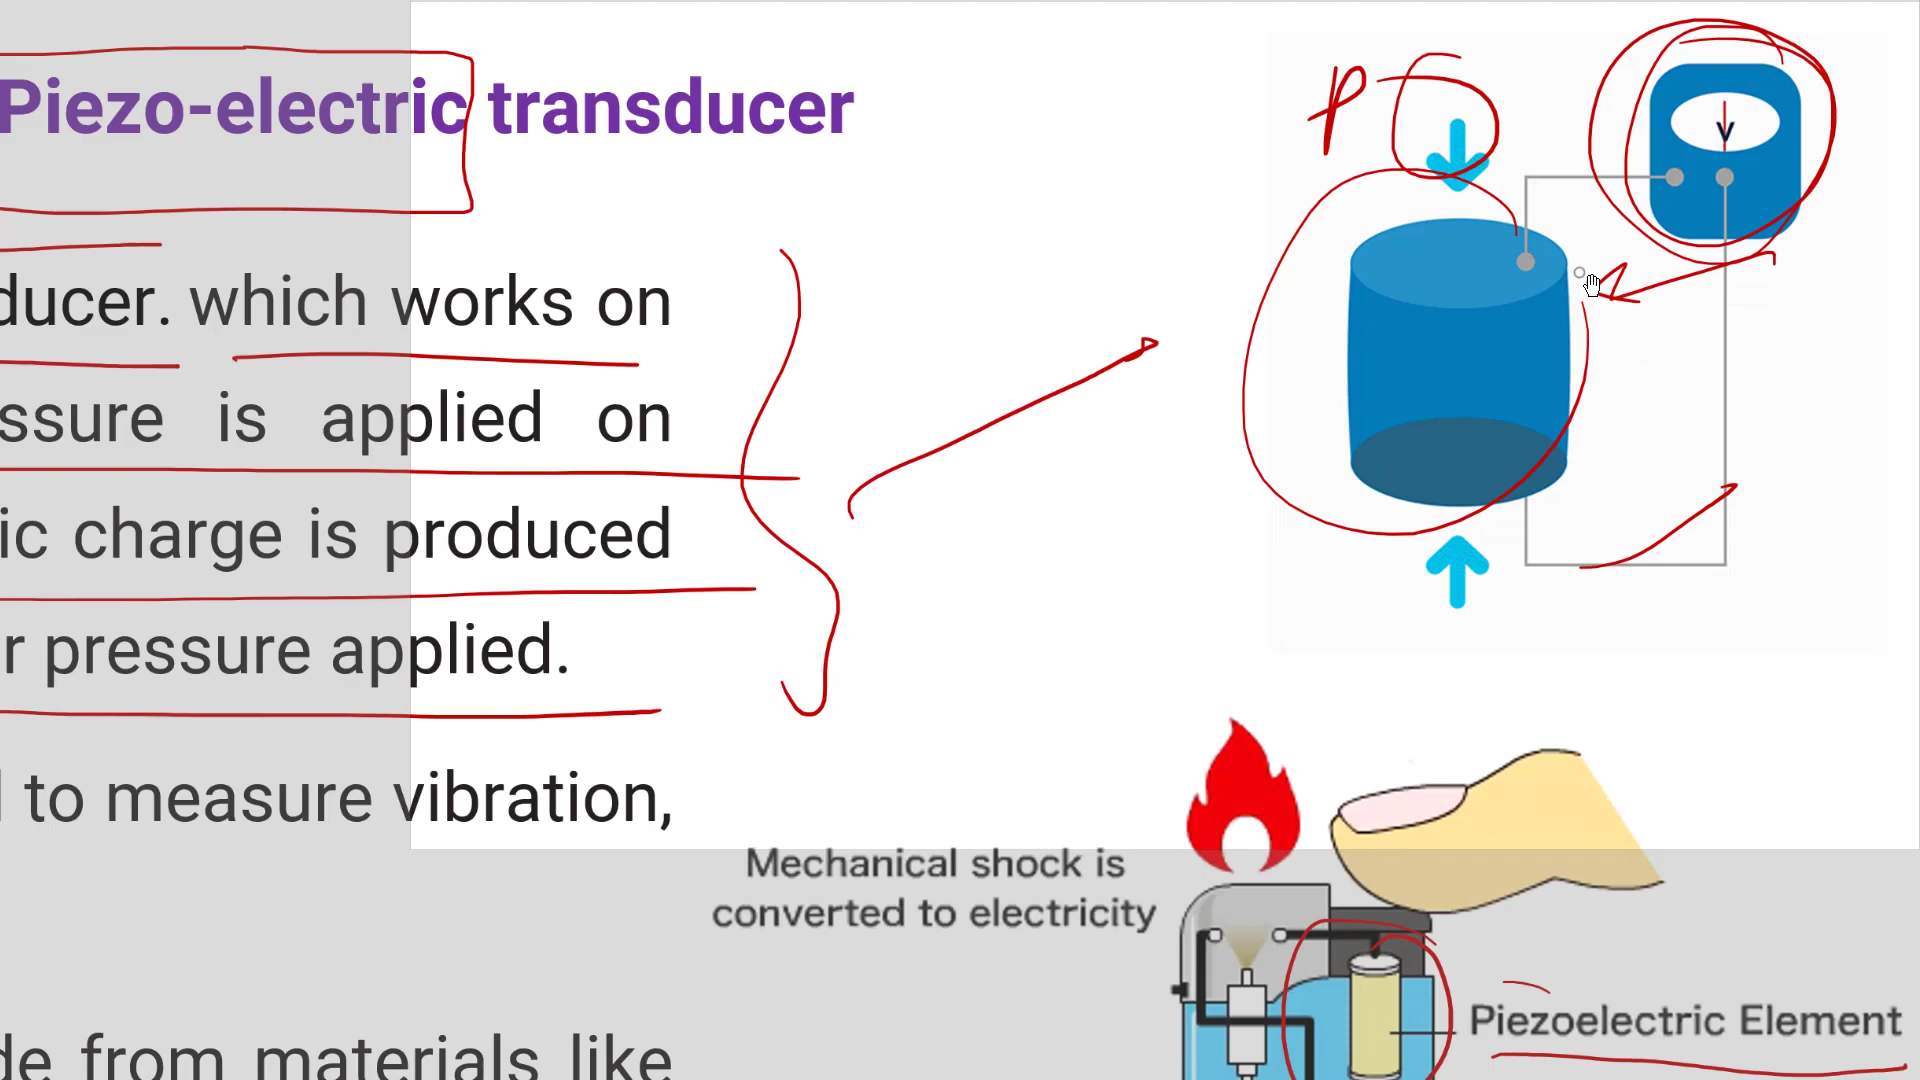 Piezo-electric transducer
P
V
ducer. which works on
ssure is applied on
ic charge is produced
r pressure applied.
to measure vibration,
Mechanical shock is
converted to electricity
Piezoelectric Element
de from materials like